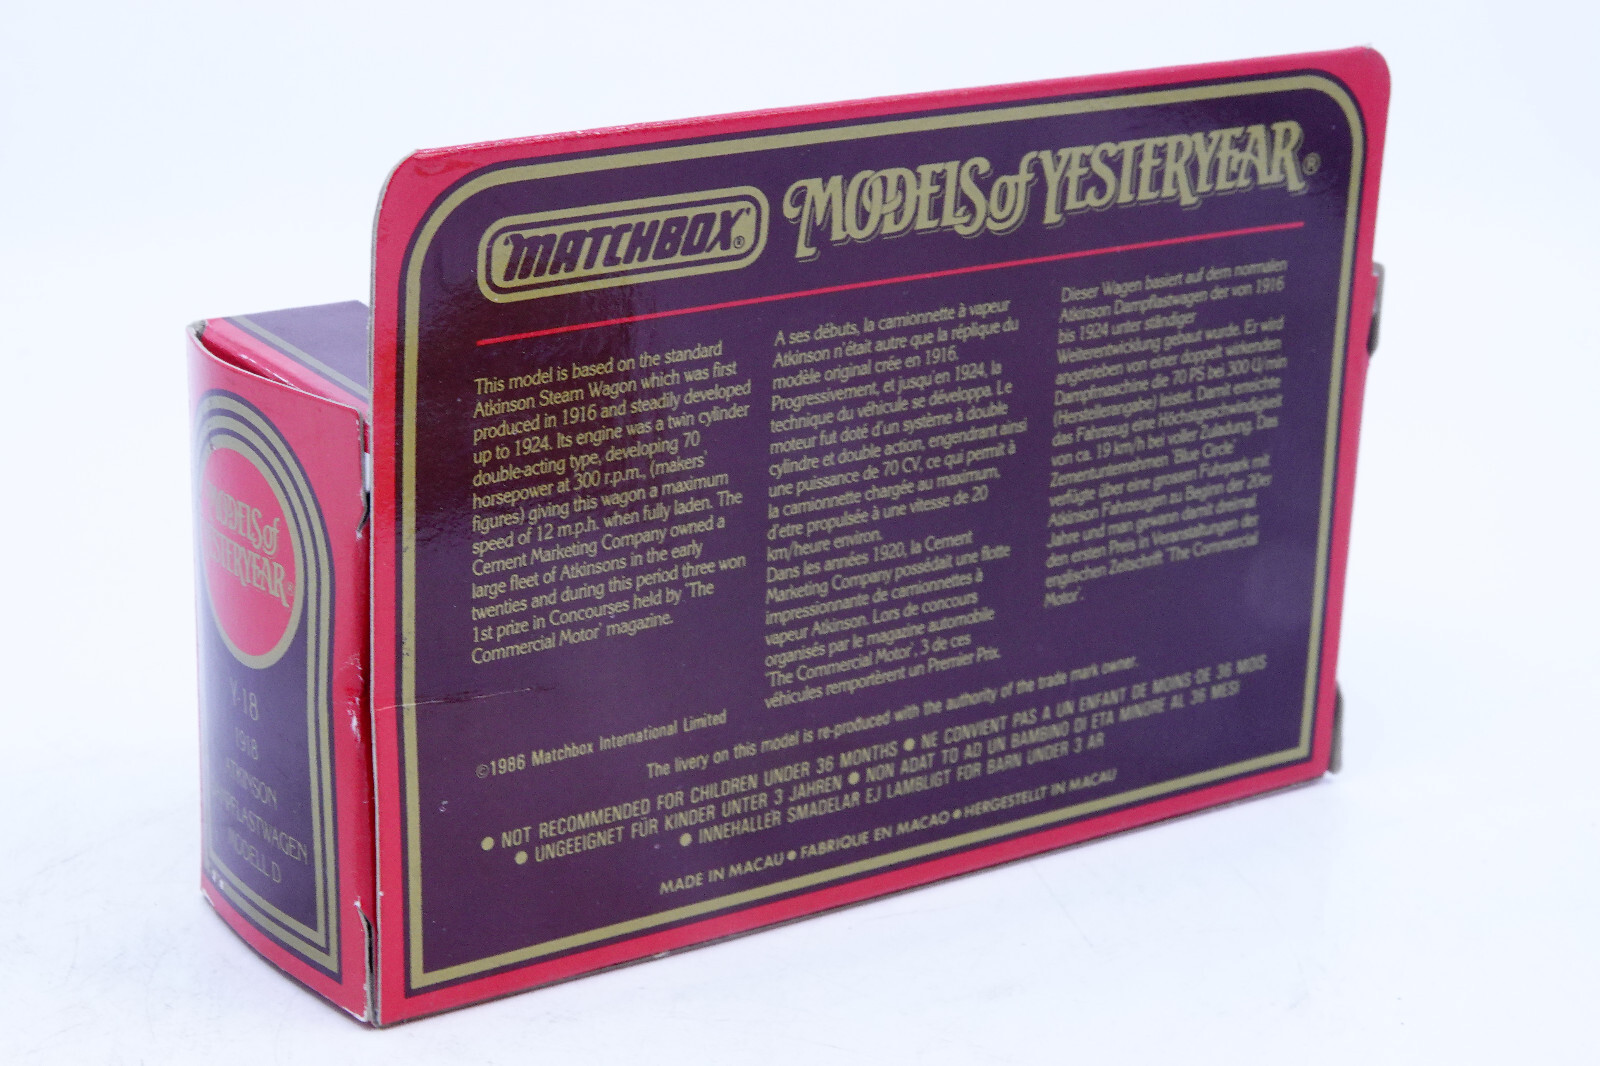 MATCHBOX®
MODELS of YESTERYEAR®
This model is based on the standard
Atkinson Steam Wagon which was first
produced in 1916 and steadily developed
up to 1924. Its engine was a twin cylinder
double-acting type, developing 70
horsepower at 300 r.p.m., (makers'
figures) giving this wagon a maximum
speed of 12 m.p.h. when fully laden. The
Cement Marketing Company owned a
large fleet of Atkinsons in the early
twenties and during this period three won
1st prize in Concourses held by 'The
Commercial Motor' magazine.
A ses débuts, la camionnette à vapeur
Atkinson n'était autre que la réplique du
modèle original crée en 1916.
Progressivement, et jusqu'en 1924, la
technique du véhicule se développa. Le
moteur fut doté d'un système à double
cylindre et double action, engendrant ainsi
une puissance de 70 CV, ce qui permit à
la camionnette chargée au maximum,
d'etre propulsée à une vitesse de 20
km/heure environ.
Dans les années 1920, la Cement
Marketing Company possédait une flotte
impressionnante de camionnettes à
vapeur Atkinson. Lors de concours
organisés par le magazine automobile
'The Commercial Motor', 3 de ces
véhicules remportèrent un Premier Prix.
Dieser Wagen basiert auf dem normalen
Atkinson Dampflastwagen der von 1916
bis 1924 unter ständiger
Weiterentwicklung gebaut wurde. Er wird
angetrieben von einer doppelt wirkenden
Dampfmaschine die 70 PS bei 300 U/min
(Herstellerangabe) leistet. Damit erreichte
das Fahrzeug eine Höchstgeschwindigkeit
von ca. 19 km/h bei voller Zuladung. Das
Zementunternehmen 'Blue Circle'
verfügte über eine grossen Fuhrpark mit
Atkinson Fahrzeugen zu Beginn der 20er
Jahre und man gewann damit dreimal
den ersten Preis in Veranstaltungen der
englischen Zeitschrift 'The Commercial
Motor'.
©1986 Matchbox International Limited
The livery on this model is re-produced with the authority of the trade mark owner.
● NOT RECOMMENDED FOR CHILDREN UNDER 36 MONTHS ● NE CONVIENT PAS A UN ENFANT DE MOINS DE 36 MOIS
● UNGEEIGNET FÜR KINDER UNTER 3 JAHREN ● NON ADAT TO AD UN BAMBINO DI ETA MINORE AL 36 MESI
● INNEHALLER SMADELAR EJ LAMBLIGT FOR BARN UNDER 3 AR
MADE IN MACAU ● FABRIQUE EN MACAO ● HERGESTELLT IN MACAU
MODELS of
YESTERYEAR®
Y-18
1918
ATKINSON
MODELL D